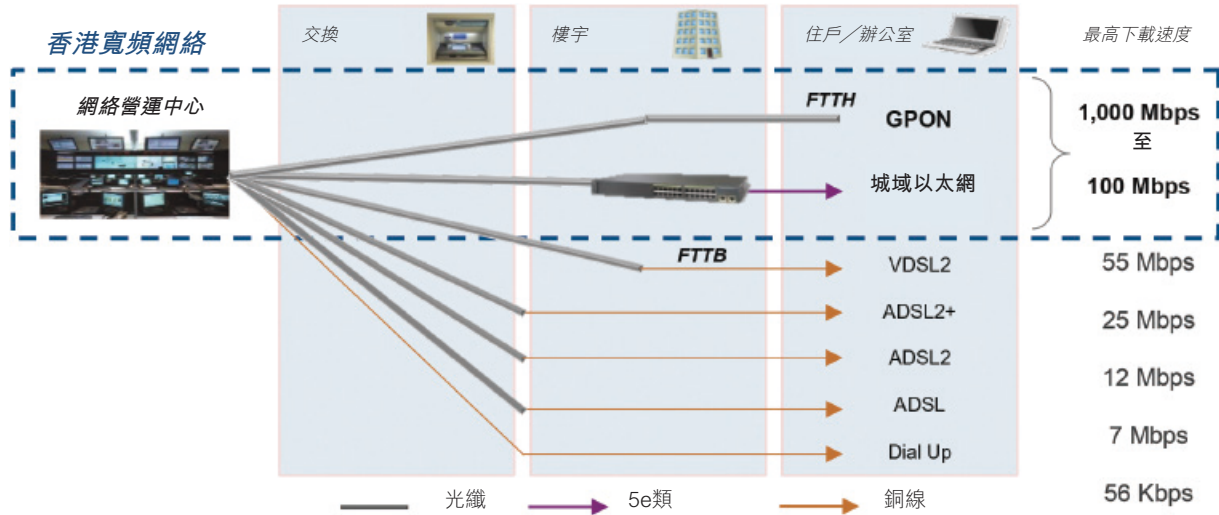 香港寬頻網絡
交換
樓宇
住戶／辦公室
最高下載速度
網絡營運中心
FTTH
GPON
1,000 Mbps
至
100 Mbps
城域以太網
FTTB
VDSL2
55 Mbps
ADSL2+
25 Mbps
ADSL2
12 Mbps
ADSL
7 Mbps
Dial Up
56 Kbps
光纖
5e類
銅線